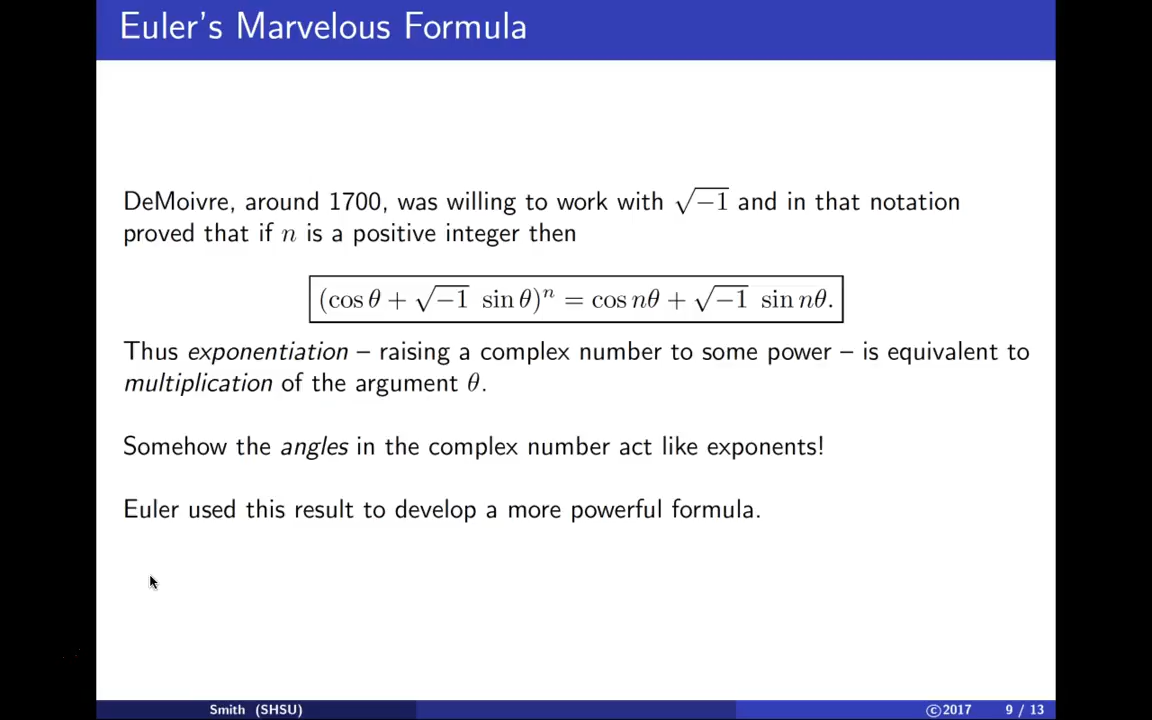 Euler's Marvelous Formula
DeMoivre, around 1700, was willing to work with √−1 and in that notation
proved that if n is a positive integer then
(cos θ + √−1 sin θ)ⁿ = cos nθ + √−1 sin nθ.
Thus exponentiation – raising a complex number to some power – is equivalent to
multiplication of the argument θ.
Somehow the angles in the complex number act like exponents!
Euler used this result to develop a more powerful formula.
Smith (SHSU) ©2017 9 / 13